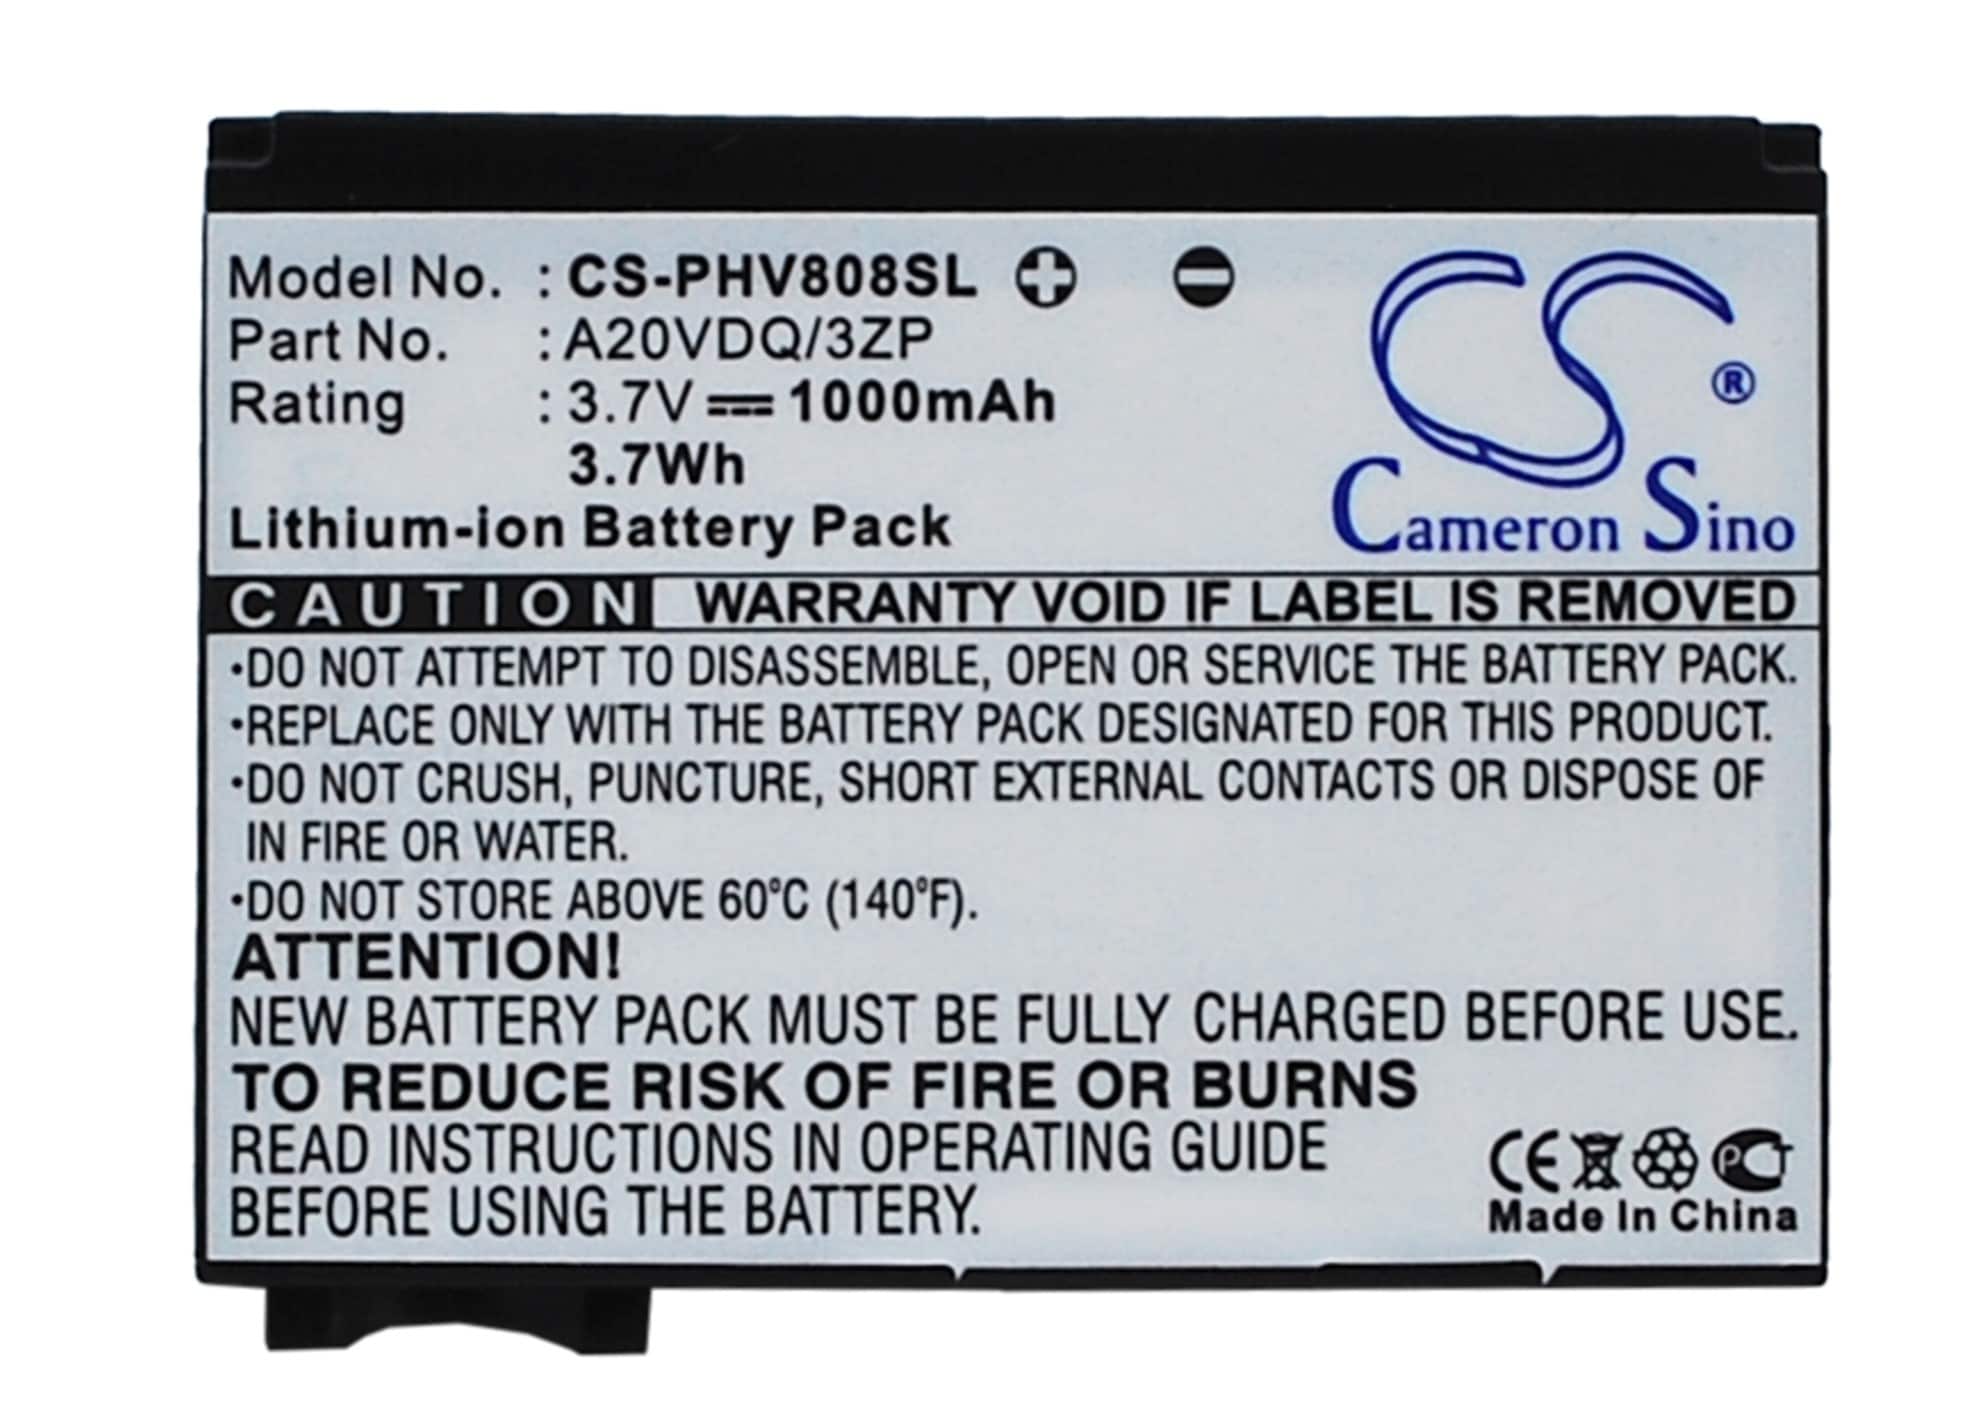 Model No. : CS-PHV808SL
Part No. : A20VDQ/3ZP
Rating : 3.7V 1000mAh
3.7Wh
Lithium-ion Battery Pack
CS ®
Cameron Sino
CAUTION WARRANTY VOID IF LABEL IS REMOVED
•DO NOT ATTEMPT TO DISASSEMBLE, OPEN OR SERVICE THE BATTERY PACK.
•REPLACE ONLY WITH THE BATTERY PACK DESIGNATED FOR THIS PRODUCT.
•DO NOT CRUSH, PUNCTURE, SHORT EXTERNAL CONTACTS OR DISPOSE OF
IN FIRE OR WATER.
•DO NOT STORE ABOVE 60°C (140°F).
ATTENTION!
NEW BATTERY PACK MUST BE FULLY CHARGED BEFORE USE.
TO REDUCE RISK OF FIRE OR BURNS
READ INSTRUCTIONS IN OPERATING GUIDE
BEFORE USING THE BATTERY.
CE PCT
Made In China